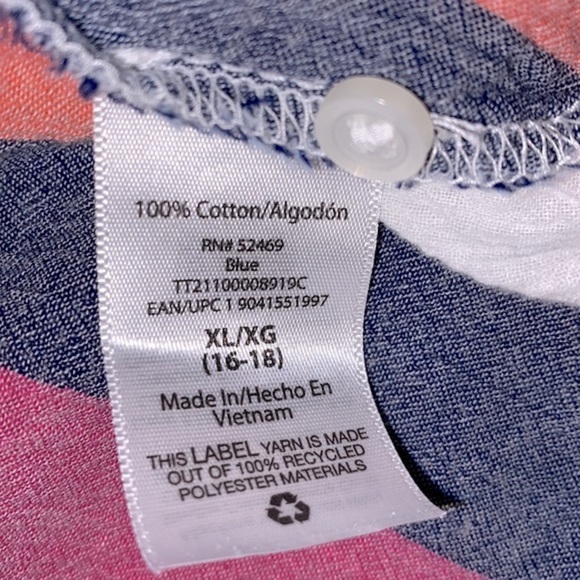 100% Cotton/Algodón
RN# 52469
Blue
TT21100008919C
EAN/UPC 1 9041551997
XL/XG
(16-18)
Made In/Hecho En
Vietnam
THIS LABEL YARN IS MADE
OUT OF 100% RECYCLED
POLYESTER MATERIALS